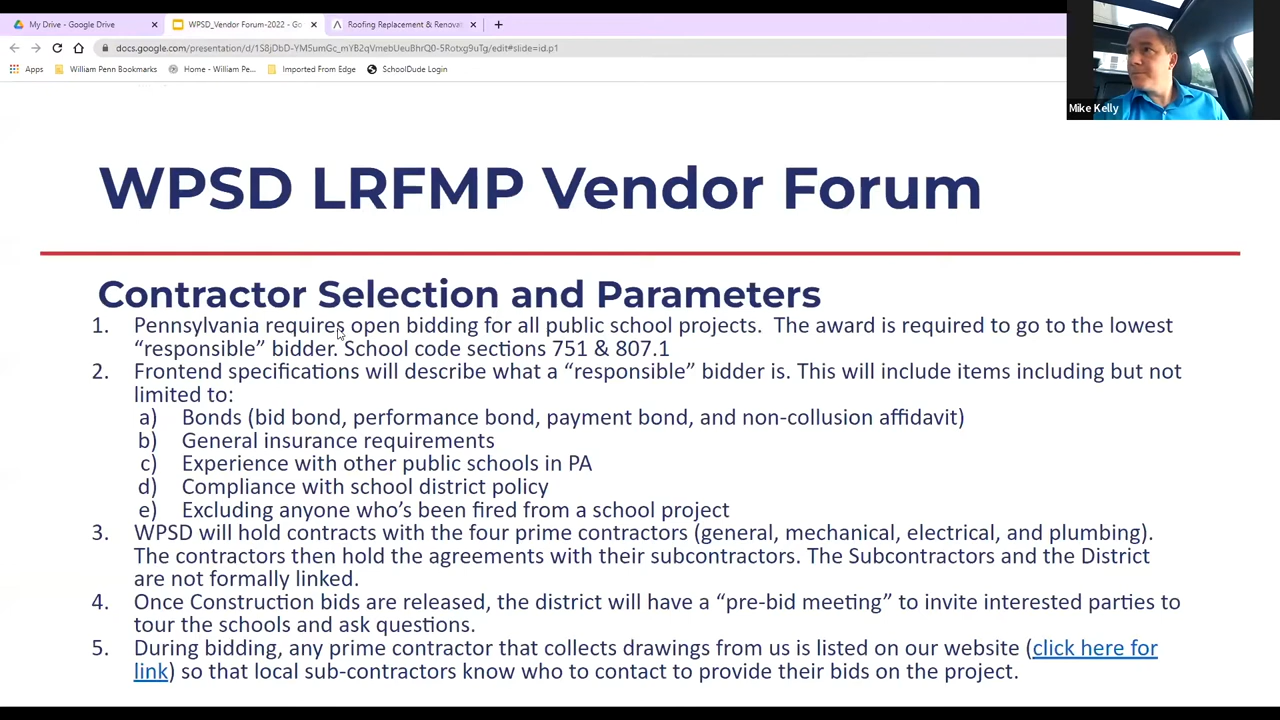 My Drive - Google Drive
WPSD_Vendor Forum-2022 - Go
Roofing Replacement & Renovat
docs.google.com/presentation/d/
/edit#slide=id.p1
Apps
William Penn Bookmarks
Home - William Pe...
Imported From Edge
SchoolDude Login
Mike Kelly
WPSD LRFMP Vendor Forum
Contractor Selection and Parameters
1. Pennsylvania requires open bidding for all public school projects. The award is required to go to the lowest
“responsible” bidder. School code sections 751 & 807.1
2. Frontend specifications will describe what a “responsible” bidder is. This will include items including but not
limited to:
a) Bonds (bid bond, performance bond, payment bond, and non-collusion affidavit)
b) General insurance requirements
c) Experience with other public schools in PA
d) Compliance with school district policy
e) Excluding anyone who’s been fired from a school project
3. WPSD will hold contracts with the four prime contractors (general, mechanical, electrical, and plumbing).
The contractors then hold the agreements with their subcontractors. The Subcontractors and the District
are not formally linked.
4. Once Construction bids are released, the district will have a “pre-bid meeting” to invite interested parties to
tour the schools and ask questions.
5. During bidding, any prime contractor that collects drawings from us is listed on our website (click here for
link) so that local sub-contractors know who to contact to provide their bids on the project.